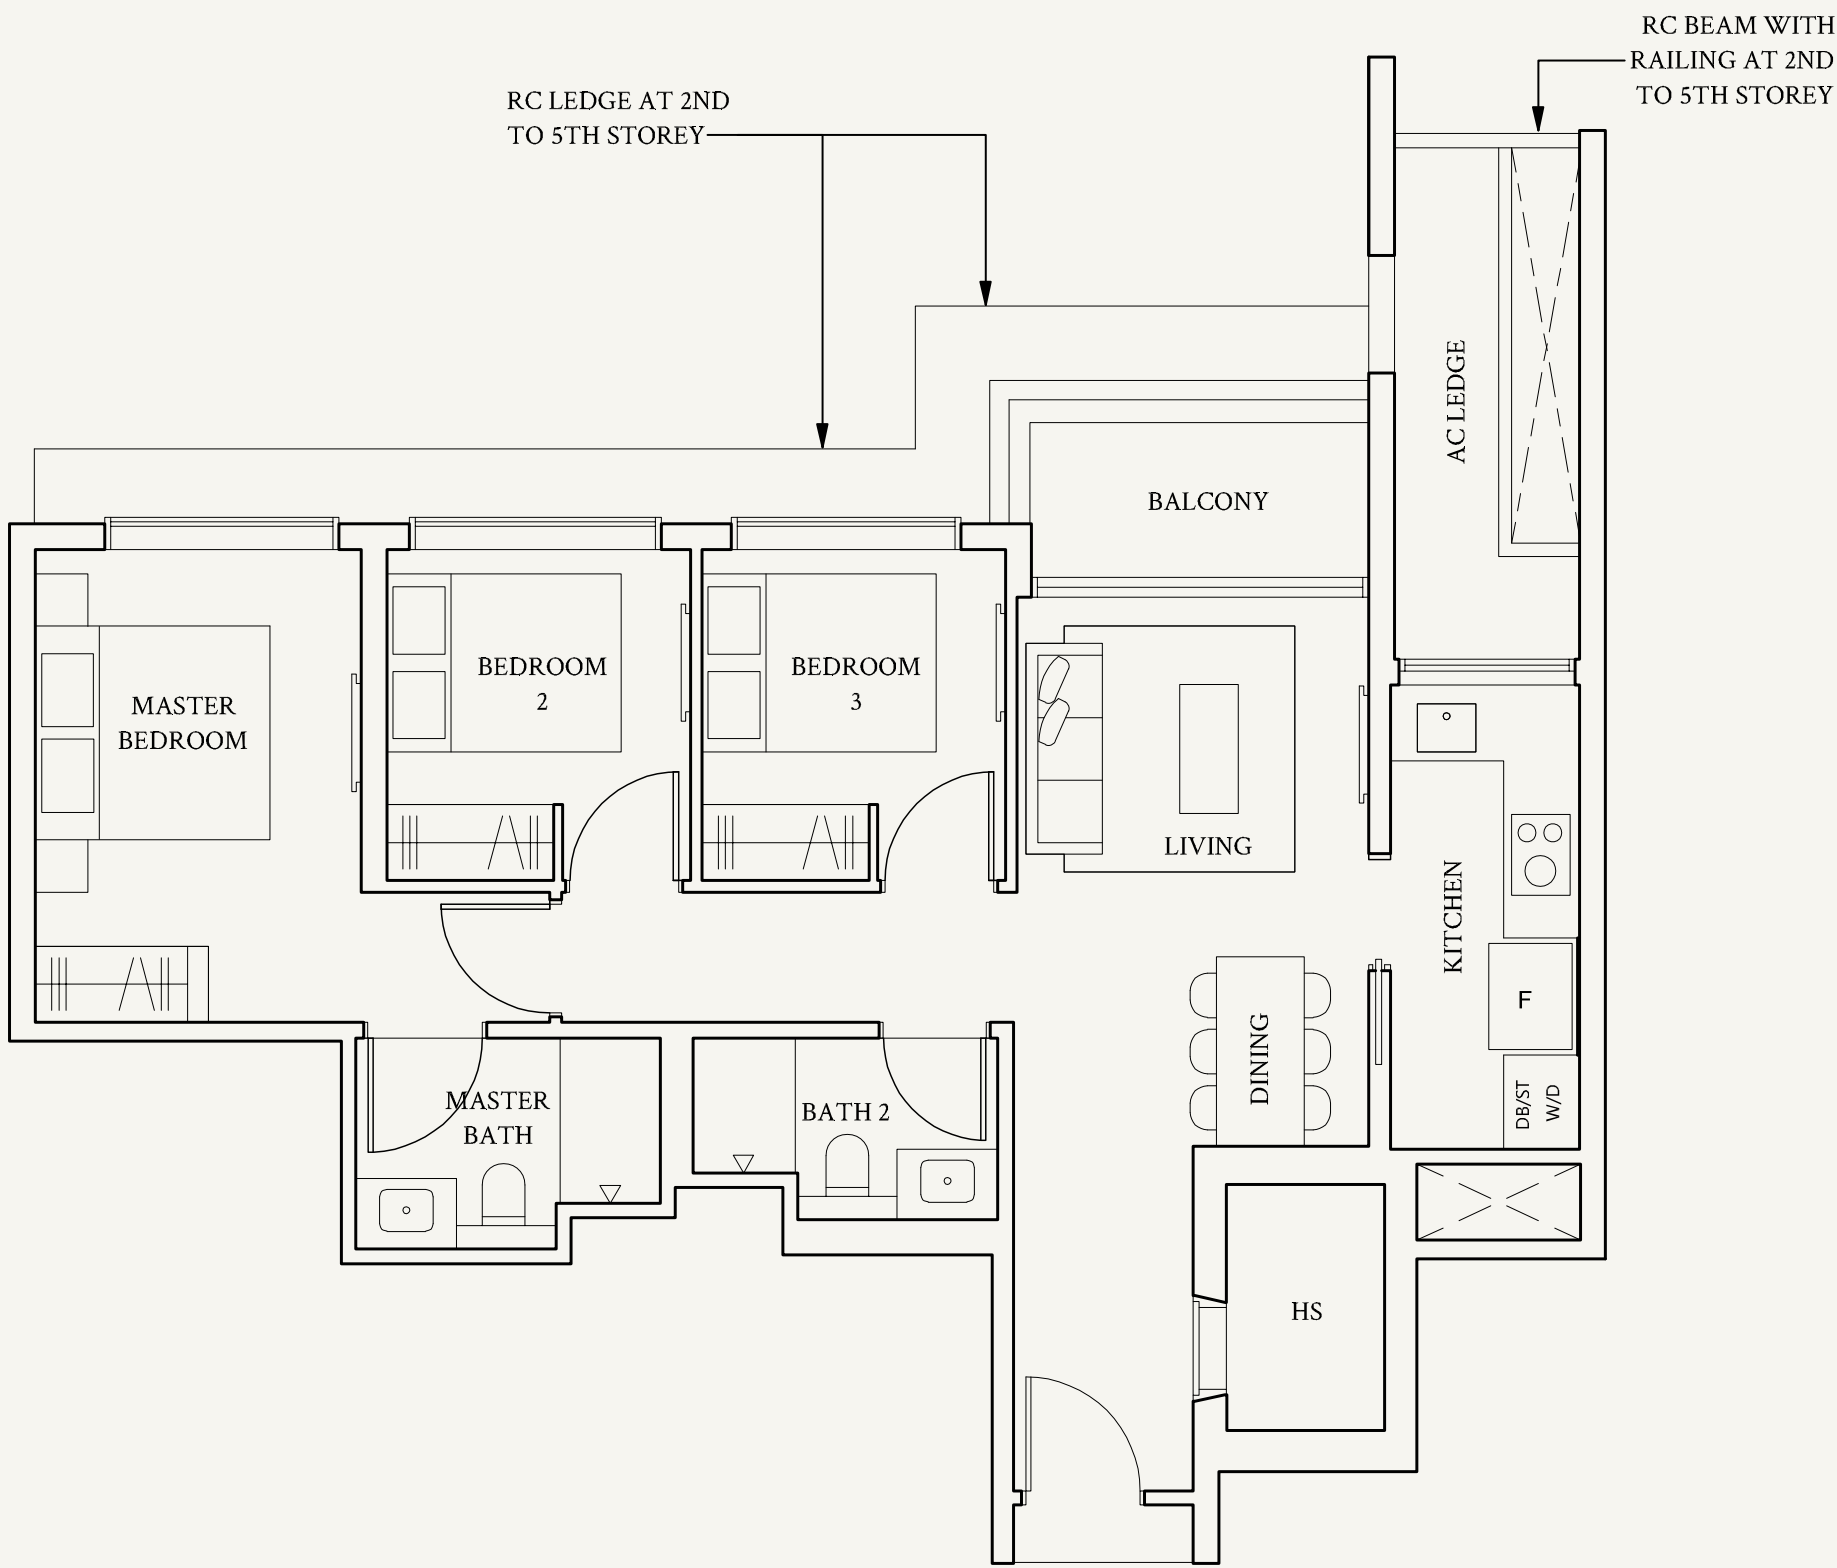 RC BEAM WITH
RAILING AT 2ND
TO 5TH STOREY
RC LEDGE AT 2ND
TO 5TH STOREY
AC LEDGE
BALCONY
MASTER
BEDROOM
BEDROOM
2
BEDROOM
3
LIVING
KITCHEN
F
DINING
DB/ST
W/D
MASTER
BATH
BATH 2
HS